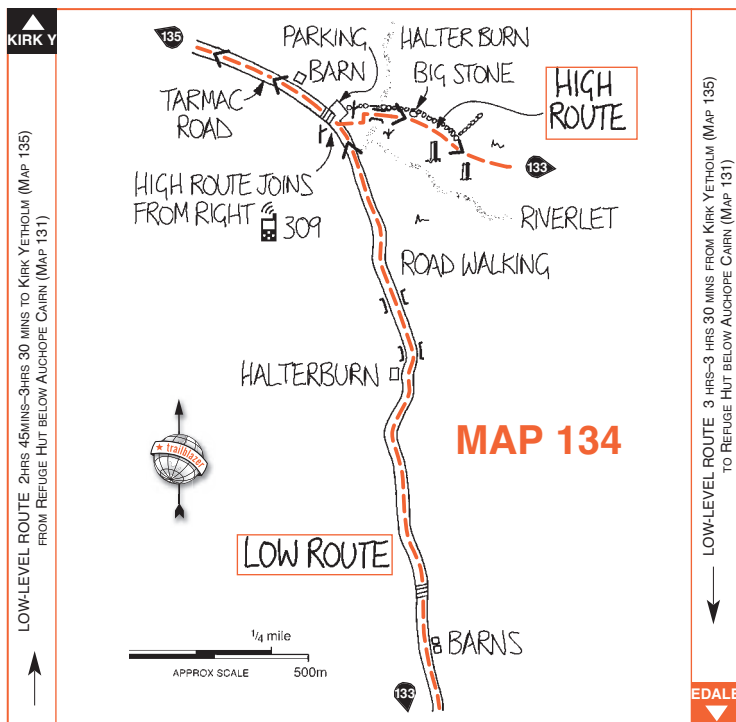 KIRK Y
LOW-LEVEL ROUTE 2HRS 45MINS–3HRS 30 MINS TO KIRK YETHOLM (MAP 135)
FROM REFUGE HUT BELOW AUCHOPE CAIRN (MAP 131)
135
PARKING
HALTER BURN
BARN
BIG STONE
HIGH
ROUTE
TARMAC
ROAD
133
HIGH ROUTE JOINS
FROM RIGHT
309
RIVERLET
ROAD WALKING
HALTERBURN
MAP 134
★ trailblazer
LOW ROUTE
BARNS
1/4 mile
APPROX SCALE
500m
133
LOW-LEVEL ROUTE 3 HRS–3 HRS 30 MINS FROM KIRK YETHOLM (MAP 135)
TO REFUGE HUT BELOW AUCHOPE CAIRN (MAP 131)
EDALE